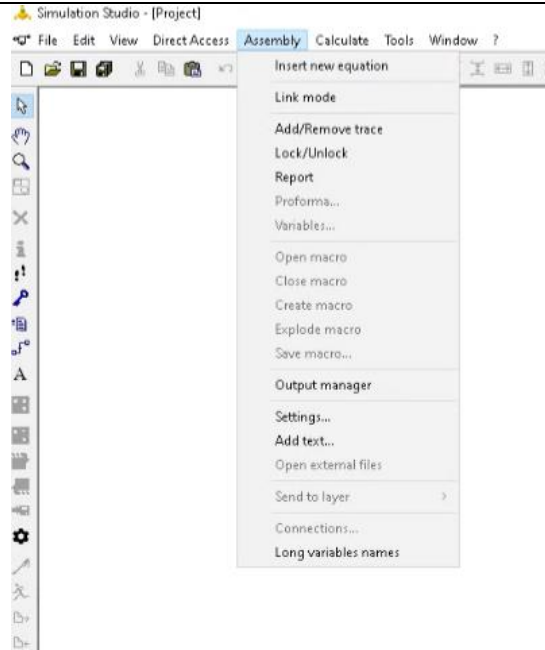 Simulation Studio - [Project]
File Edit View Direct Access Assembly Calculate Tools Window ?
Insert new equation
Link mode
Add/Remove trace
Lock/Unlock
Report
Proforma...
Variables...
Open macro
Close macro
Create macro
Explode macro
Save macro...
Output manager
Settings...
Add text...
Open external files
Send to layer >
Connections...
Long variables names
A